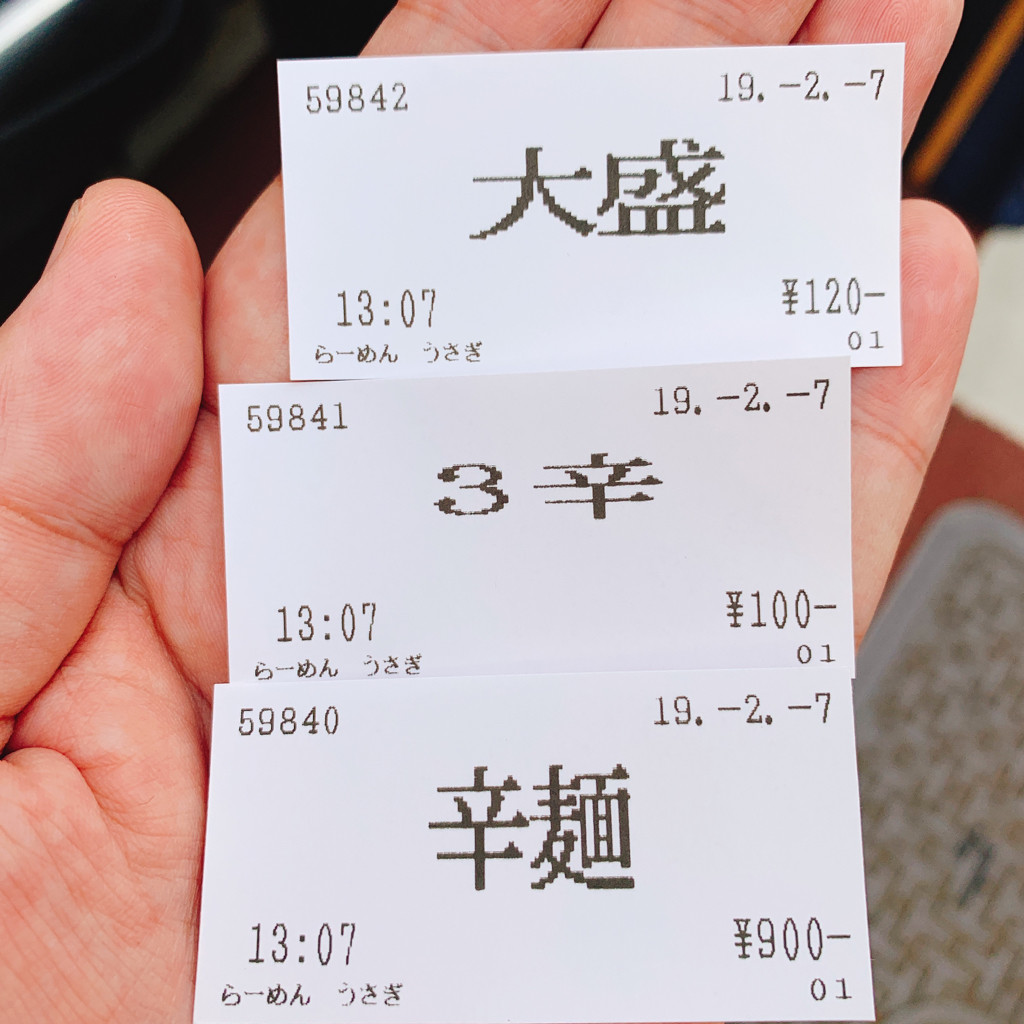 59842 19.-2.-7
大盛
13:07 ¥120-
らーめん うさぎ 01
59841 19.-2.-7
3辛
13:07 ¥100-
らーめん うさぎ 01
59840 19.-2.-7
辛麺
13:07 ¥900-
らーめん うさぎ 01